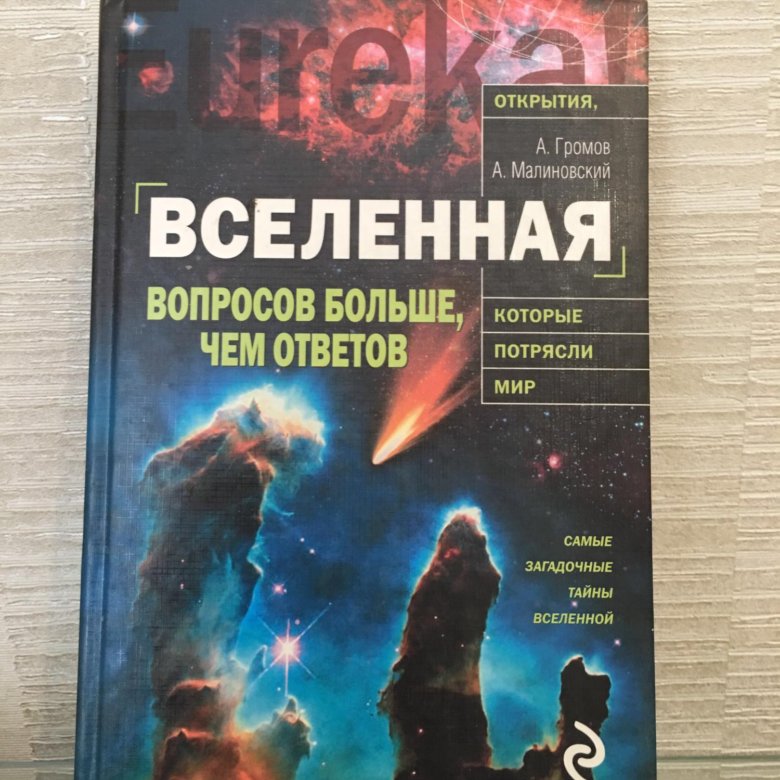 Eureka!
ОТКРЫТИЯ,
А. Громов
А. Малиновский
ВСЕЛЕННАЯ
ВОПРОСОВ БОЛЬШЕ,
ЧЕМ ОТВЕТОВ
КОТОРЫЕ
ПОТРЯСЛИ
МИР
САМЫЕ
ЗАГАДОЧНЫЕ
ТАЙНЫ
ВСЕЛЕННОЙ